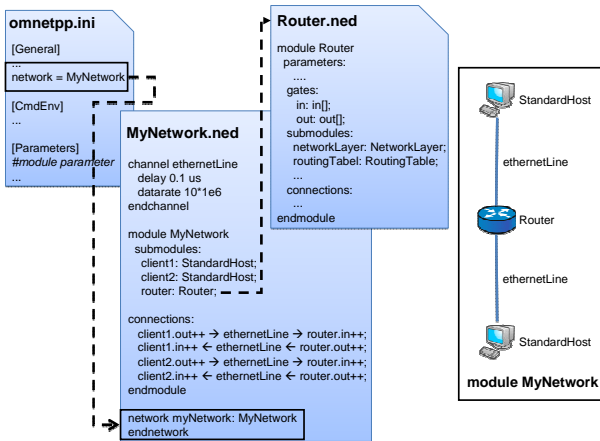 omnetpp.ini
[General]
...
network = MyNetwork
[CmdEnv]
...
[Parameters]
#module parameter
...
MyNetwork.ned
channel ethernetLine
delay 0.1 us
datarate 10*1e6
endchannel
module MyNetwork
submodules:
client1: StandardHost;
client2: StandardHost;
router: Router;
connections:
client1.out++ → ethernetLine → router.in++;
client1.in++ ← ethernetLine ← router.out++;
client2.out++ → ethernetLine → router.in++;
client2.in++ ← ethernetLine ← router.out++;
endmodule
network myNetwork: MyNetwork
endnetwork
Router.ned
module Router
parameters:
....
gates:
in: in[];
out: out[];
submodules:
networkLayer: NetworkLayer;
routingTabel: RoutingTable;
...
connections:
...
endmodule
StandardHost
ethernetLine
Router
ethernetLine
StandardHost
module MyNetwork